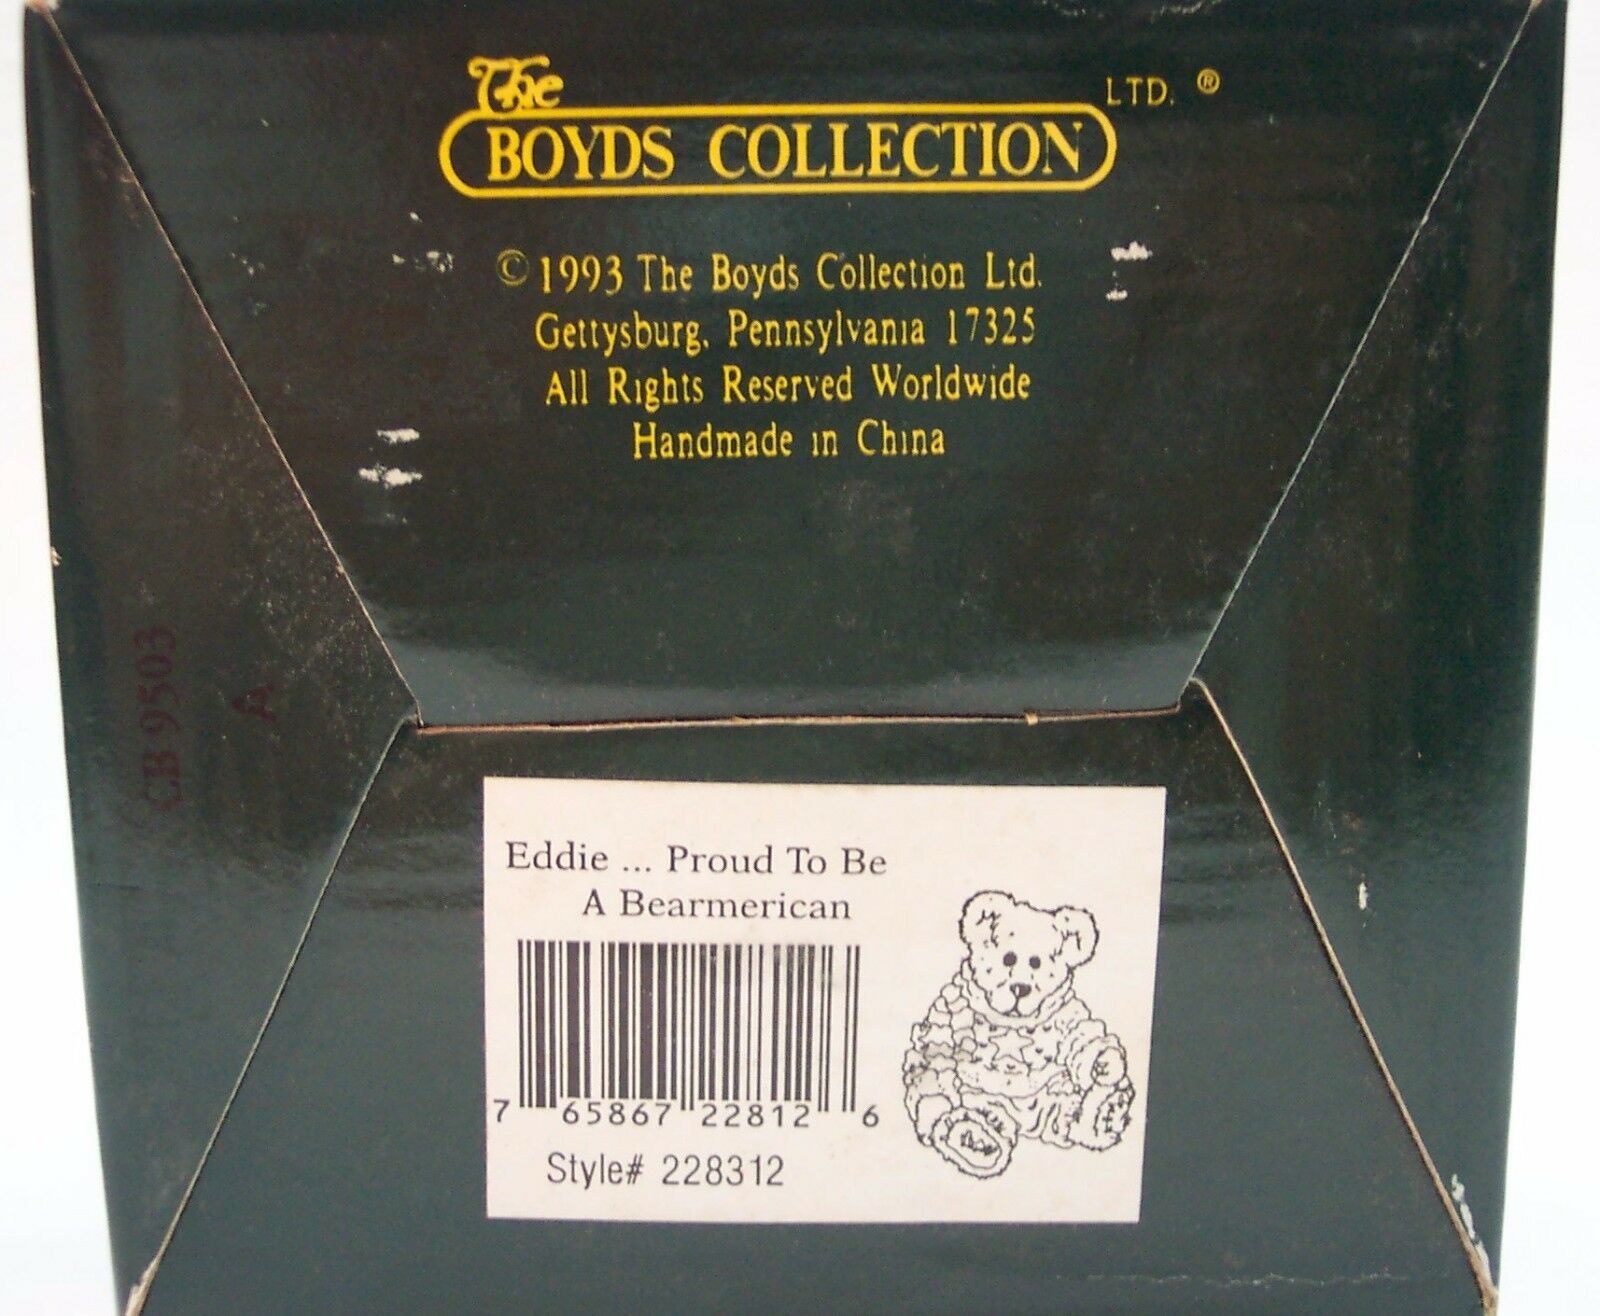 The
BOYDS COLLECTION LTD. ®
© 1993 The Boyds Collection Ltd.
Gettysburg, Pennsylvania 17325
All Rights Reserved Worldwide
Handmade in China
CB 9503
A
Eddie ... Proud To Be
A Bearmerican
7 65867 22812 6
Style# 228312